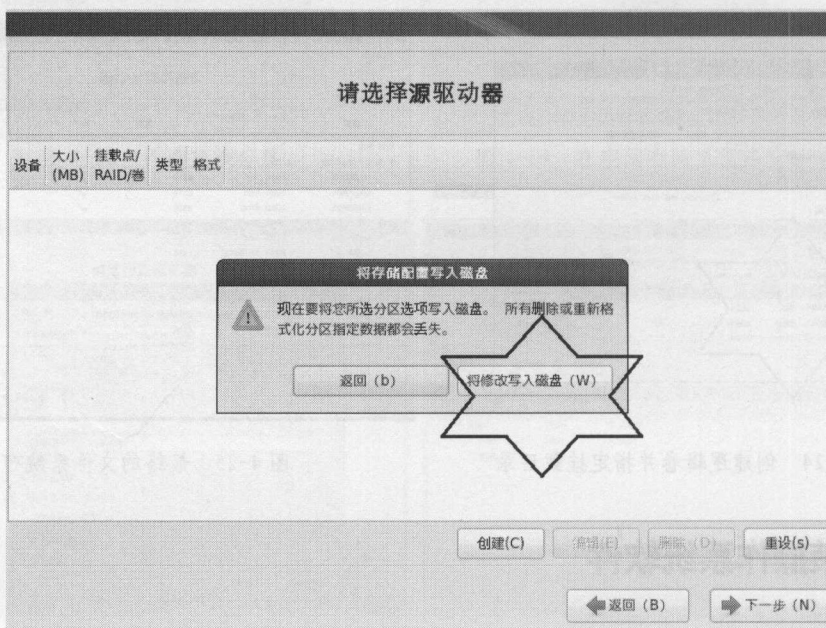 请选择源驱动器
设备
大小
(MB)
挂载点/
RAID/卷
类型
格式
将存储配置写入磁盘
现在要将您所选分区选项写入磁盘。 所有删除或重新格
式化分区指定数据都会丢失。
返回（b）
将修改写入磁盘（W）
创建(C)
编辑(E)
删除（D）
重设(s)
返回（B）
下一步（N）